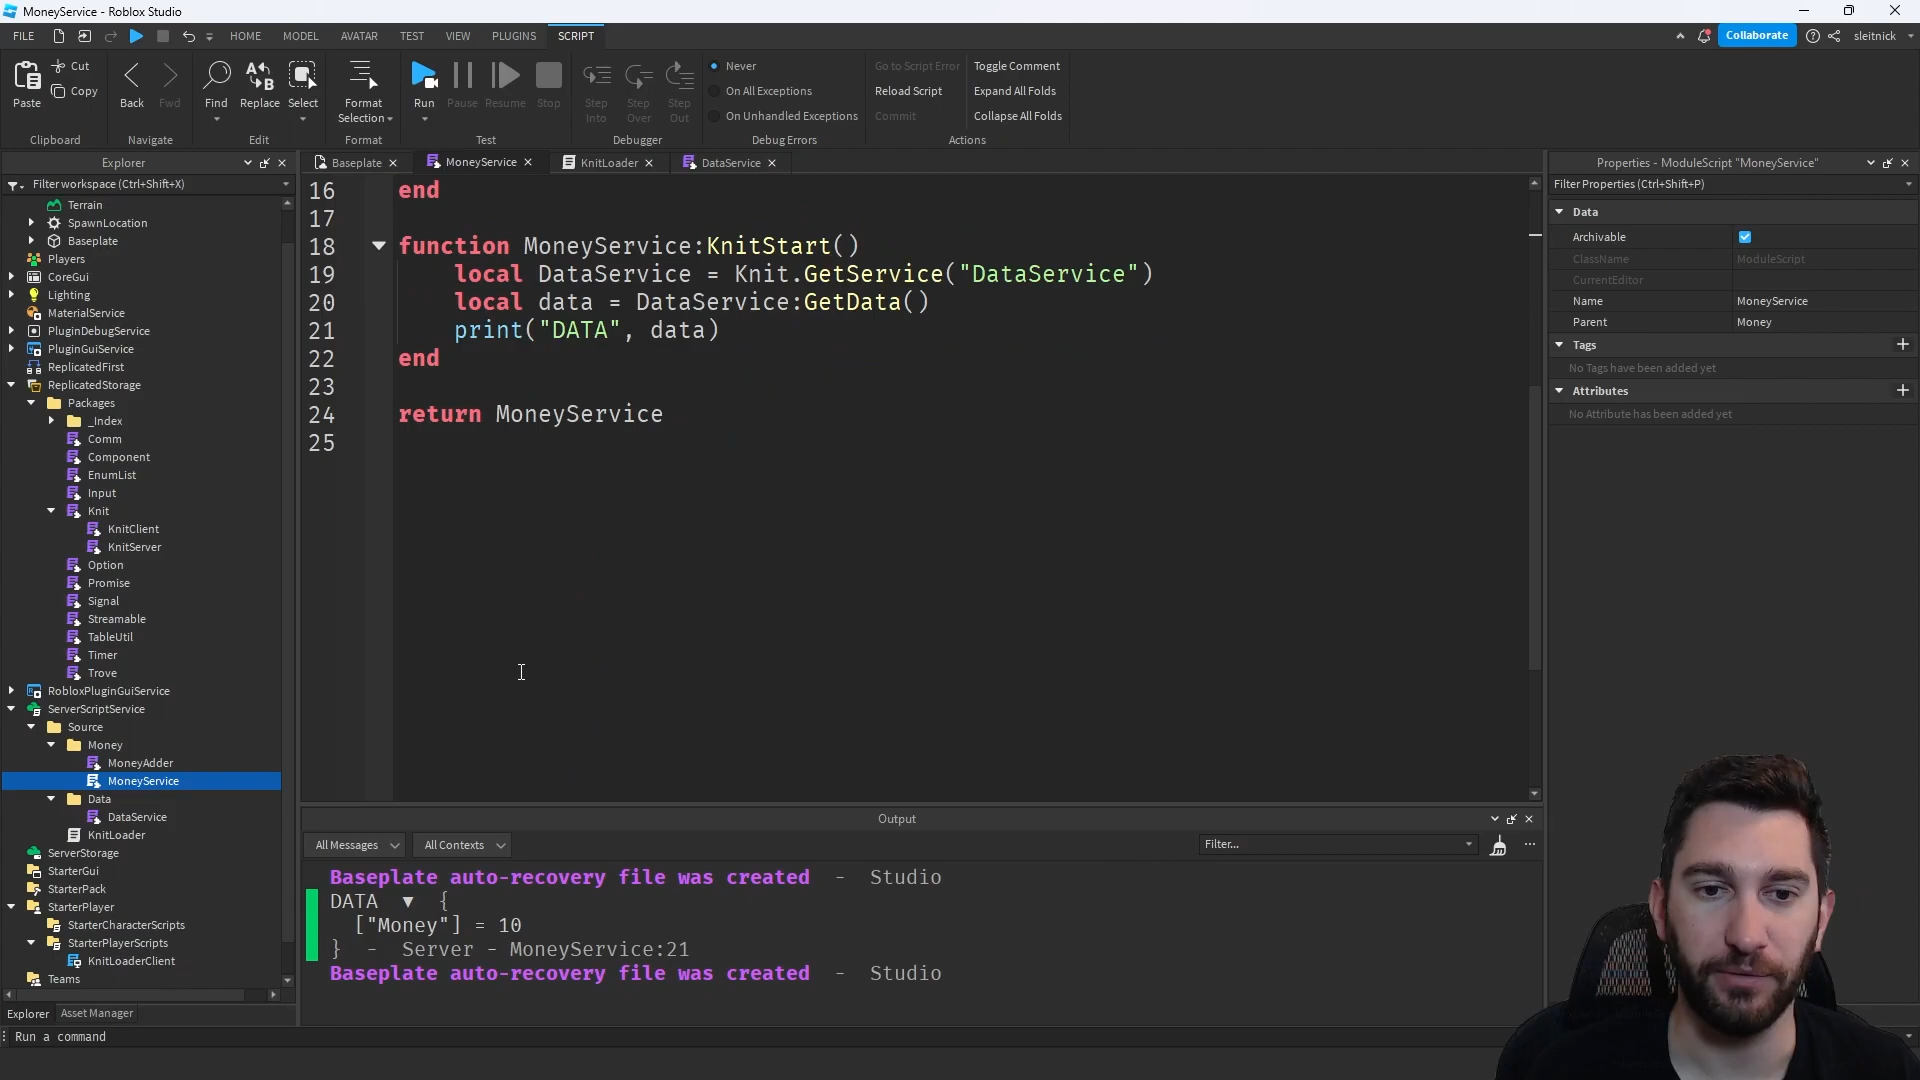 MoneyService - Roblox Studio
FILE HOME MODEL AVATAR TEST VIEW PLUGINS SCRIPT Collaborate sleitnick
Paste Cut Copy Clipboard
Back Fwd Navigate
Find Replace Select Edit
Format Selection Format
Run Pause Resume Stop Test
Step Into Step Over Step Out Debugger
Never
On All Exceptions
On Unhandled Exceptions
Debug Errors
Go to Script Error
Reload Script
Commit
Toggle Comment
Expand All Folds
Collapse All Folds
Actions
Explorer
Filter workspace (Ctrl+Shift+X)
Terrain
SpawnLocation
Baseplate
Players
CoreGui
Lighting
MaterialService
PluginDebugService
PluginGuiService
ReplicatedFirst
ReplicatedStorage
Packages
_Index
Comm
Component
EnumList
Input
Knit
KnitClient
KnitServer
Option
Promise
Signal
Streamable
TableUtil
Timer
Trove
RobloxPluginGuiService
ServerScriptService
Source
Money
MoneyAdder
MoneyService
Data
DataService
KnitLoader
ServerStorage
StarterGui
StarterPack
StarterPlayer
StarterCharacterScripts
StarterPlayerScripts
KnitLoaderClient
Teams
Explorer Asset Manager
Run a command
Baseplate MoneyService KnitLoader DataService
16 end
17
18 function MoneyService:KnitStart()
19 local DataService = Knit.GetService("DataService")
20 local data = DataService:GetData()
21 print("DATA", data)
22 end
23
24 return MoneyService
25
Output
All Messages All Contexts Filter...
Baseplate auto-recovery file was created - Studio
DATA ▼ {
["Money"] = 10
} - Server - MoneyService:21
Baseplate auto-recovery file was created - Studio
Properties - ModuleScript "MoneyService"
Filter Properties (Ctrl+Shift+P)
Data
Archivable
ClassName ModuleScript
CurrentEditor
Name MoneyService
Parent Money
Tags
No Tags have been added yet
Attributes
No Attribute has been added yet